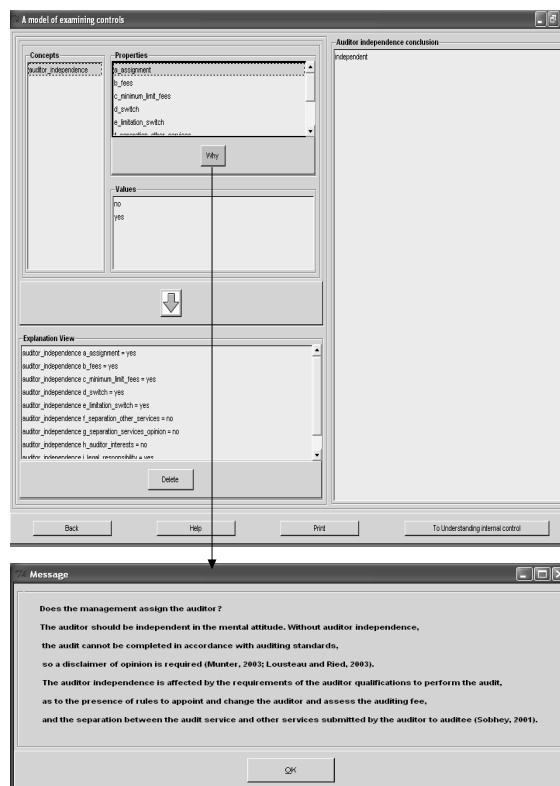 A model of examining controls
Concepts
auditor_independence
Properties
a_assignment
b_fees
c_minimum_limit_fees
d_switch
e_limitation_switch
f_separation_other_services
Why
Values
no
yes
Explanation View
auditor_independence a_assignment = yes
auditor_independence b_fees = yes
auditor_independence c_minimum_limit_fees = yes
auditor_independence d_switch = yes
auditor_independence e_limitation_switch = yes
auditor_independence f_separation_other_services = no
auditor_independence g_separation_services_opinion = no
auditor_independence h_auditor_interests = no
auditor_independence i_legal_responsiblity = yes
Delete
Auditor independence conclusion
independent
Back
Help
Print
To Understanding internal control
Message
Does the management assign the auditor?
The auditor should be independent in the mental attitude. Without auditor independence,
the audit cannot be completed in accordance with auditing standards,
so a disclaimer of opinion is required (Munter, 2003; Lousteau and Ried, 2003).
The auditor independence is affected by the requirements of the auditor qualifications to perform the audit,
as to the presence of rules to appoint and change the auditor and assess the auditing fee,
and the separation between the audit service and other services submitted by the auditor to auditee (Sobhey, 2001).
OK